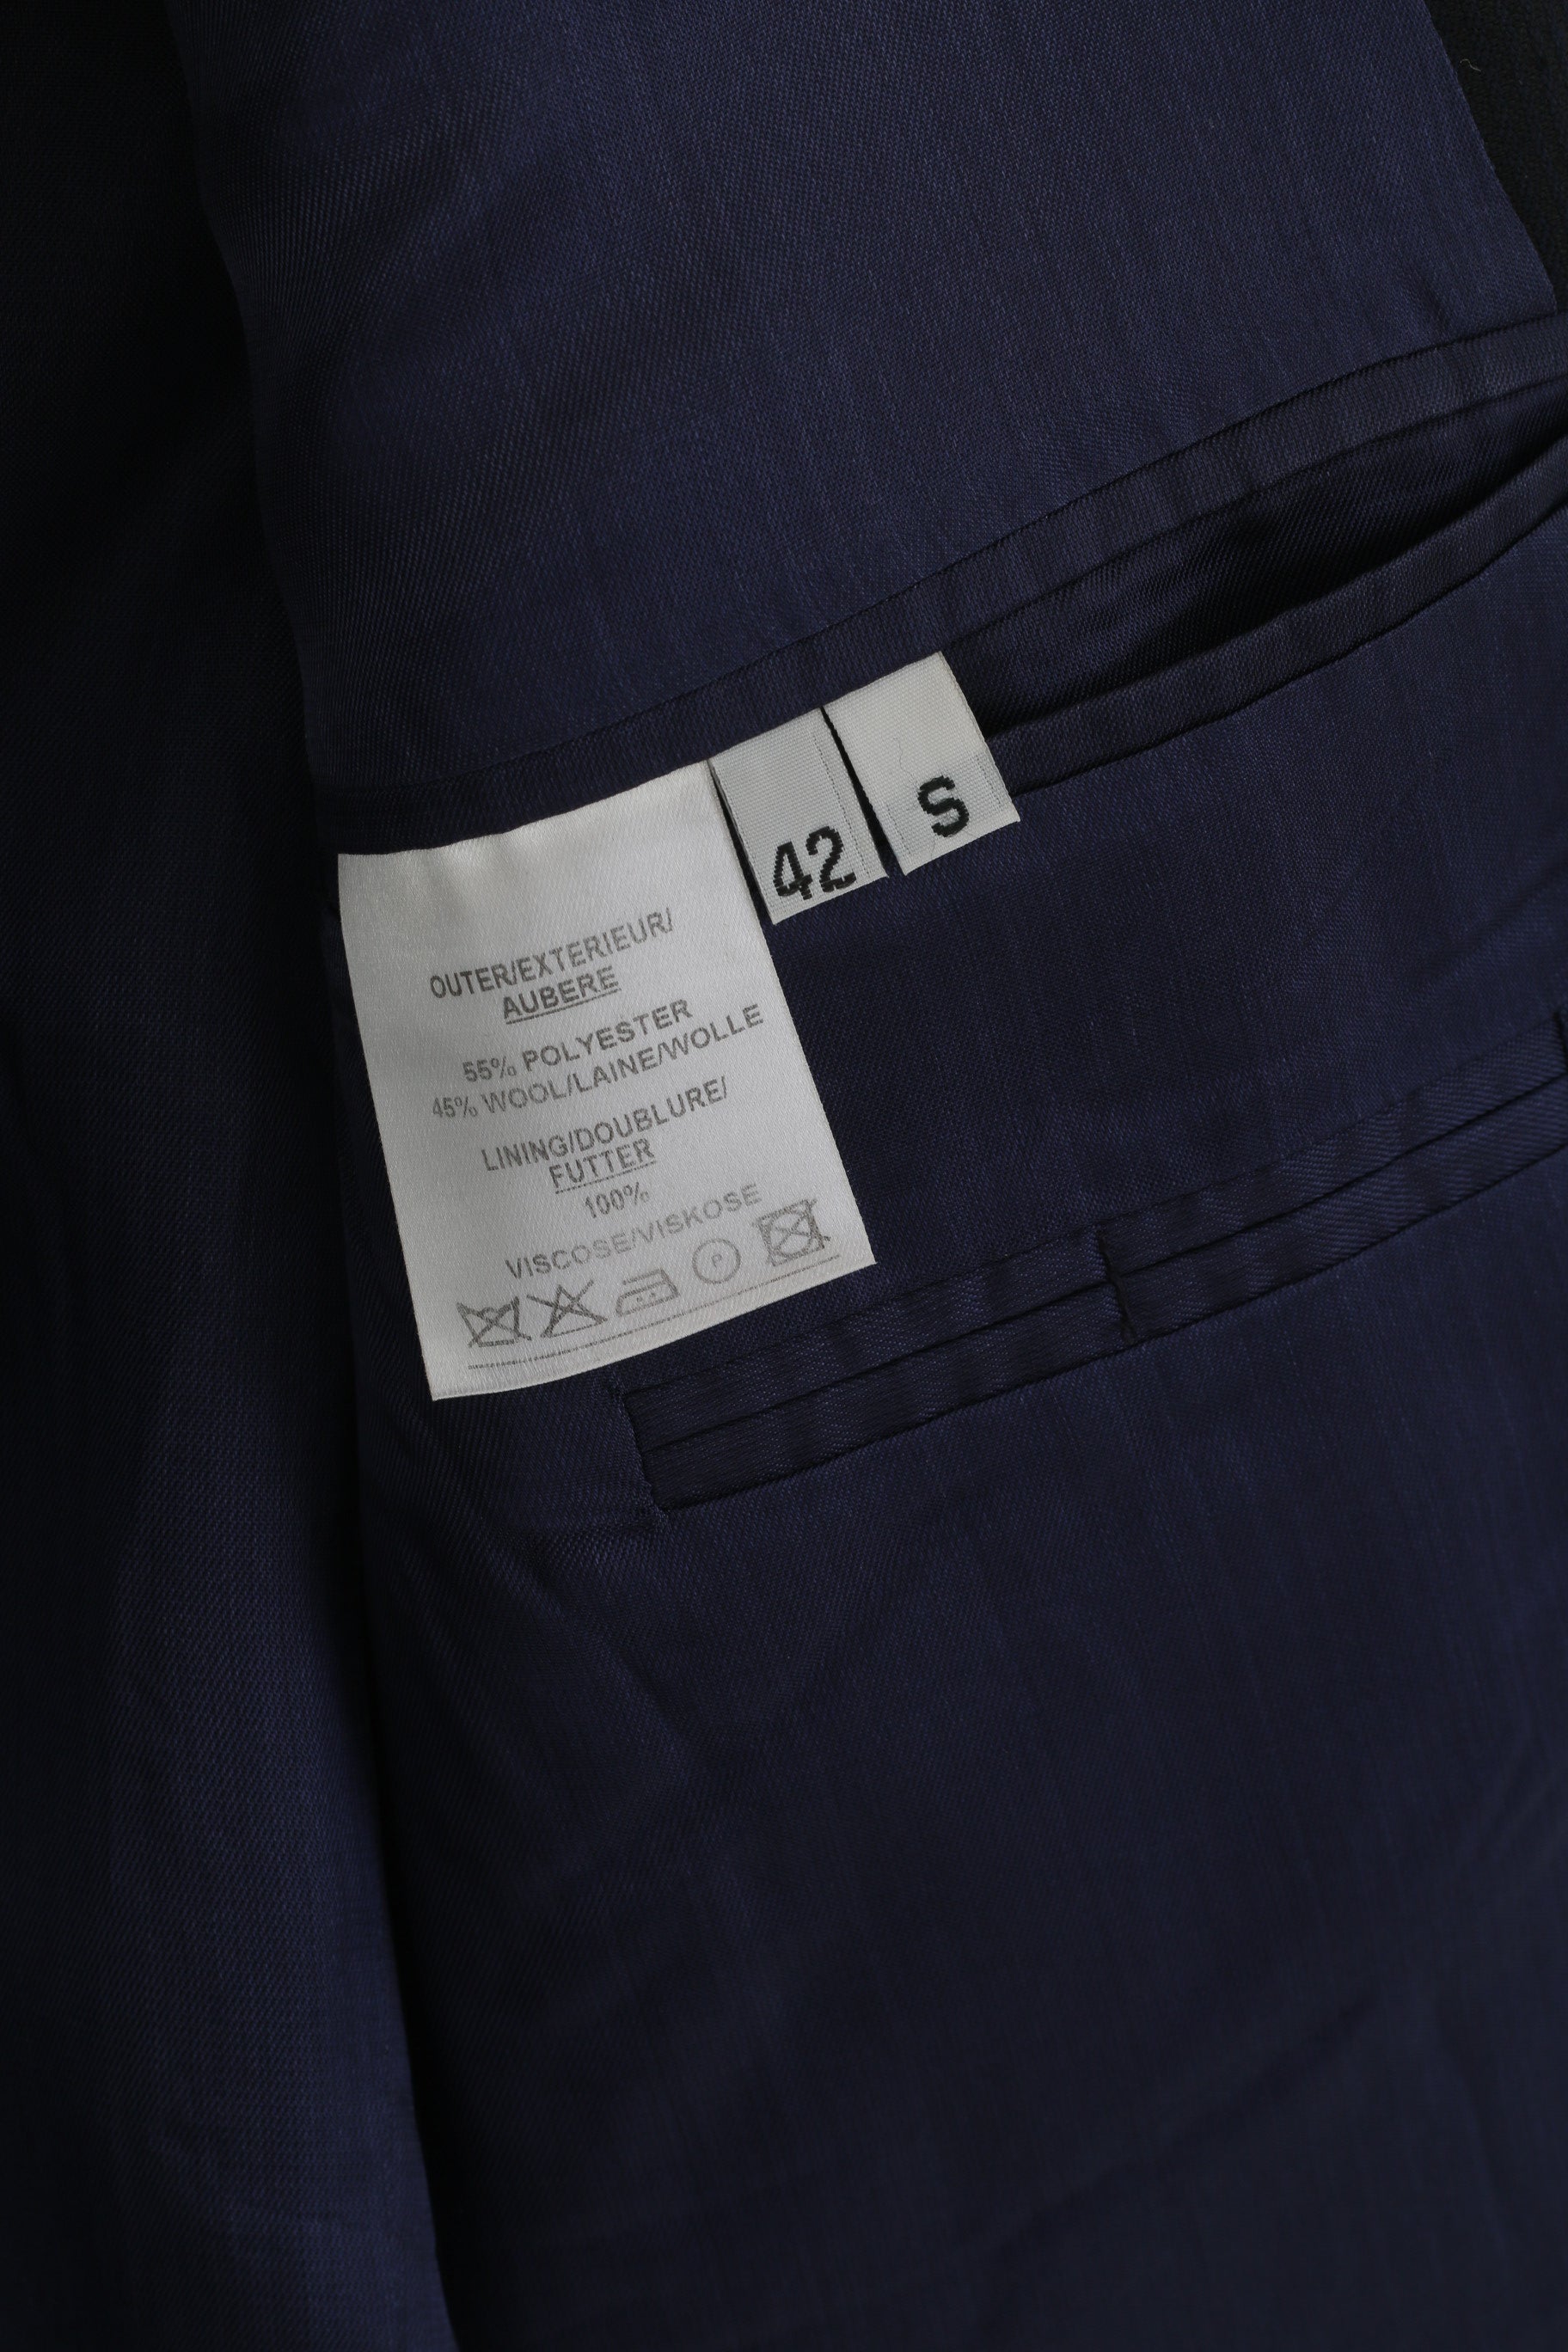 42
S
OUTER/EXTERIEUR/
AUBERE
55% POLYESTER
45% WOOL/LAINE/WOLLE
LINING/DOUBLURE/
FUTTER
100%
VISCOSE/VISKOSE
P